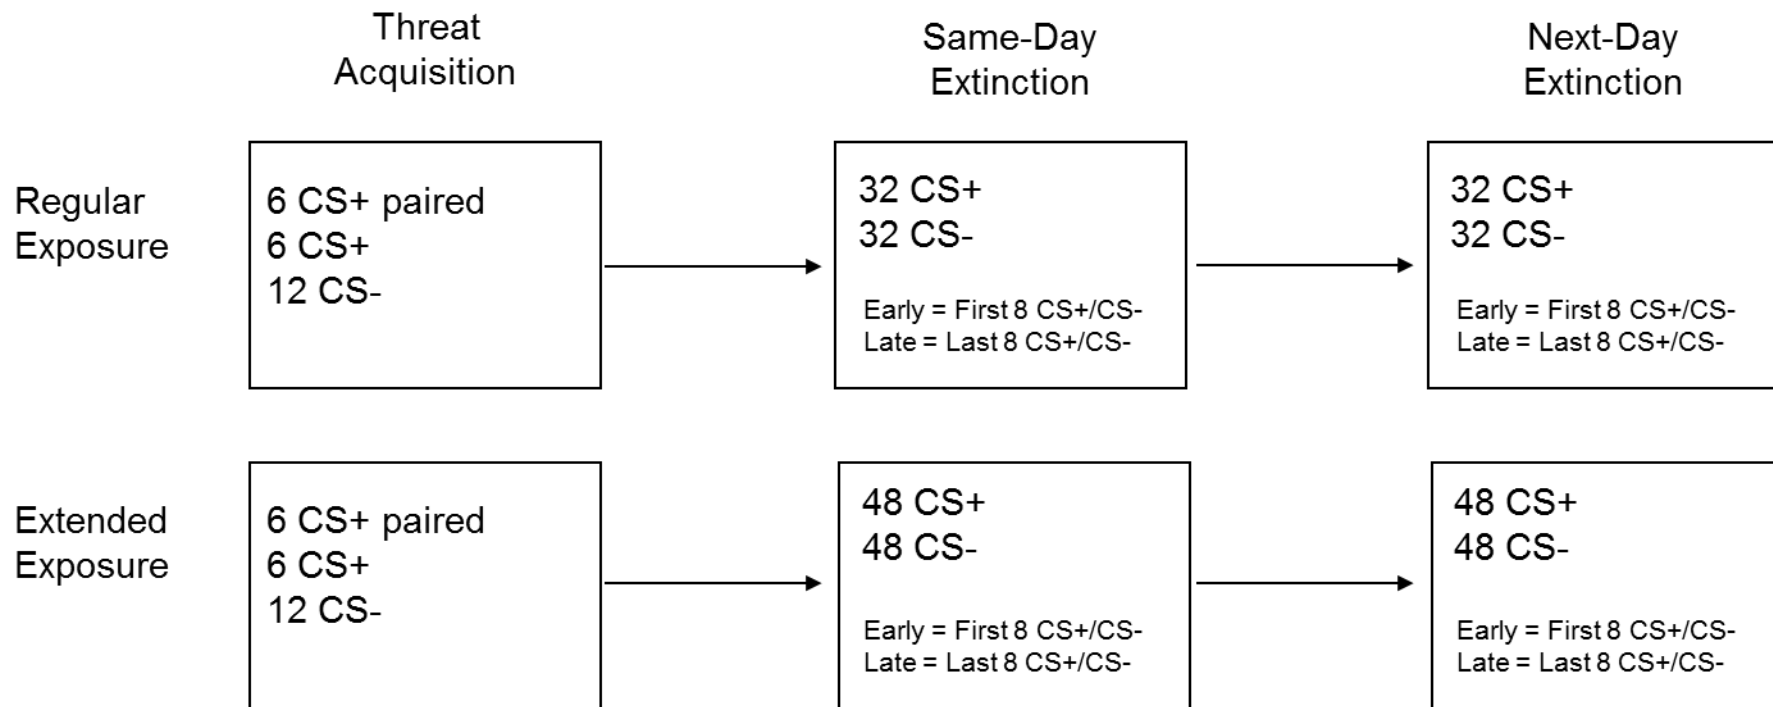 Threat
Acquisition
Same-Day
Extinction
Next-Day
Extinction
Regular
Exposure
6 CS+ paired
6 CS+
12 CS-
32 CS+
32 CS-
Early = First 8 CS+/CS-
Late = Last 8 CS+/CS-
32 CS+
32 CS-
Early = First 8 CS+/CS-
Late = Last 8 CS+/CS-
Extended
Exposure
6 CS+ paired
6 CS+
12 CS-
48 CS+
48 CS-
Early = First 8 CS+/CS-
Late = Last 8 CS+/CS-
48 CS+
48 CS-
Early = First 8 CS+/CS-
Late = Last 8 CS+/CS-